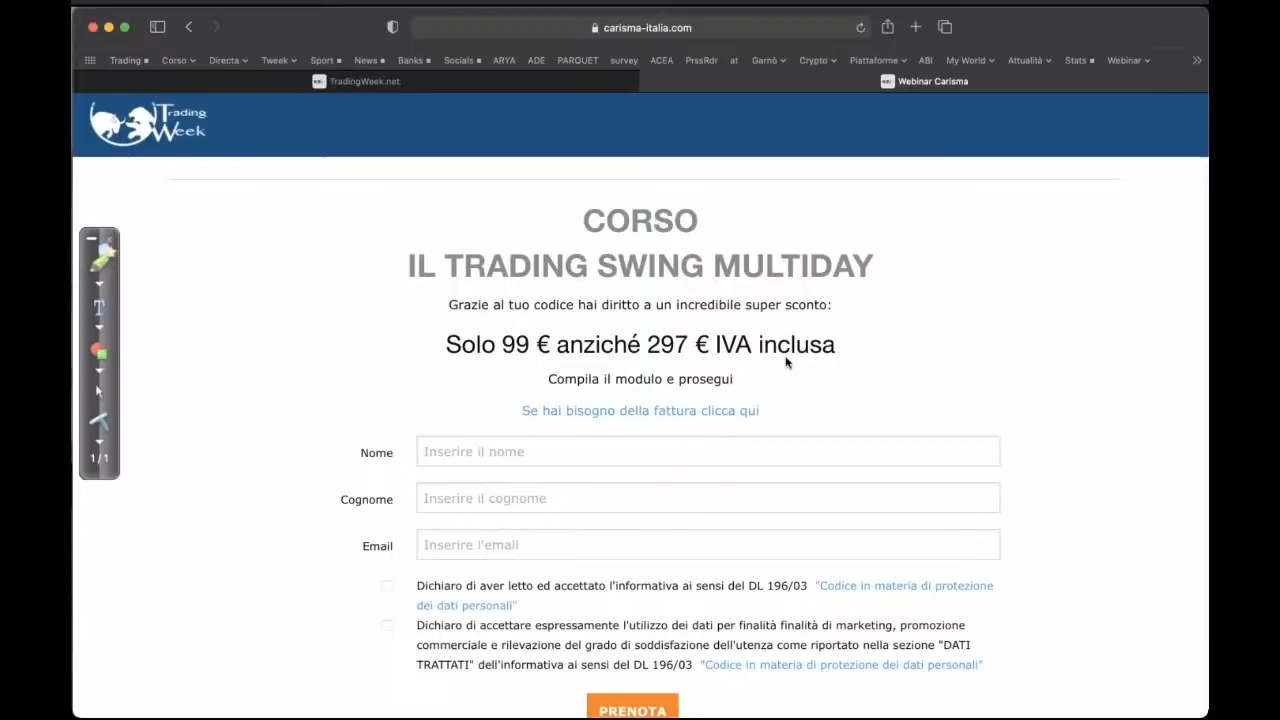 carisma-italia.com
Trading Corso Directa Tweek Sport News Banks Socials ARYA ADE PARQUET survey ACEA PrssRdr at Garnò Crypto Piattaforme ABI My World Attualità Stats Webinar
TradingWeek.net
Webinar Carisma
Trading
Week
CORSO
IL TRADING SWING MULTIDAY
Grazie al tuo codice hai diritto a un incredibile super sconto:
Solo 99 € anziché 297 € IVA inclusa
Compila il modulo e prosegui
Se hai bisogno della fattura clicca qui
Nome
Inserire il nome
Cognome
Inserire il cognome
Email
Inserire l'email
Dichiaro di aver letto ed accettato l'informativa ai sensi del DL 196/03 "Codice in materia di protezione
dei dati personali"
Dichiaro di accettare espressamente l'utilizzo dei dati per finalità finalità di marketing, promozione
commerciale e rilevazione del grado di soddisfazione dell'utenza come riportato nella sezione "DATI
TRATTATI" dell'informativa ai sensi del DL 196/03 "Codice in materia di protezione dei dati personali"
T
1/1
PRENOTA